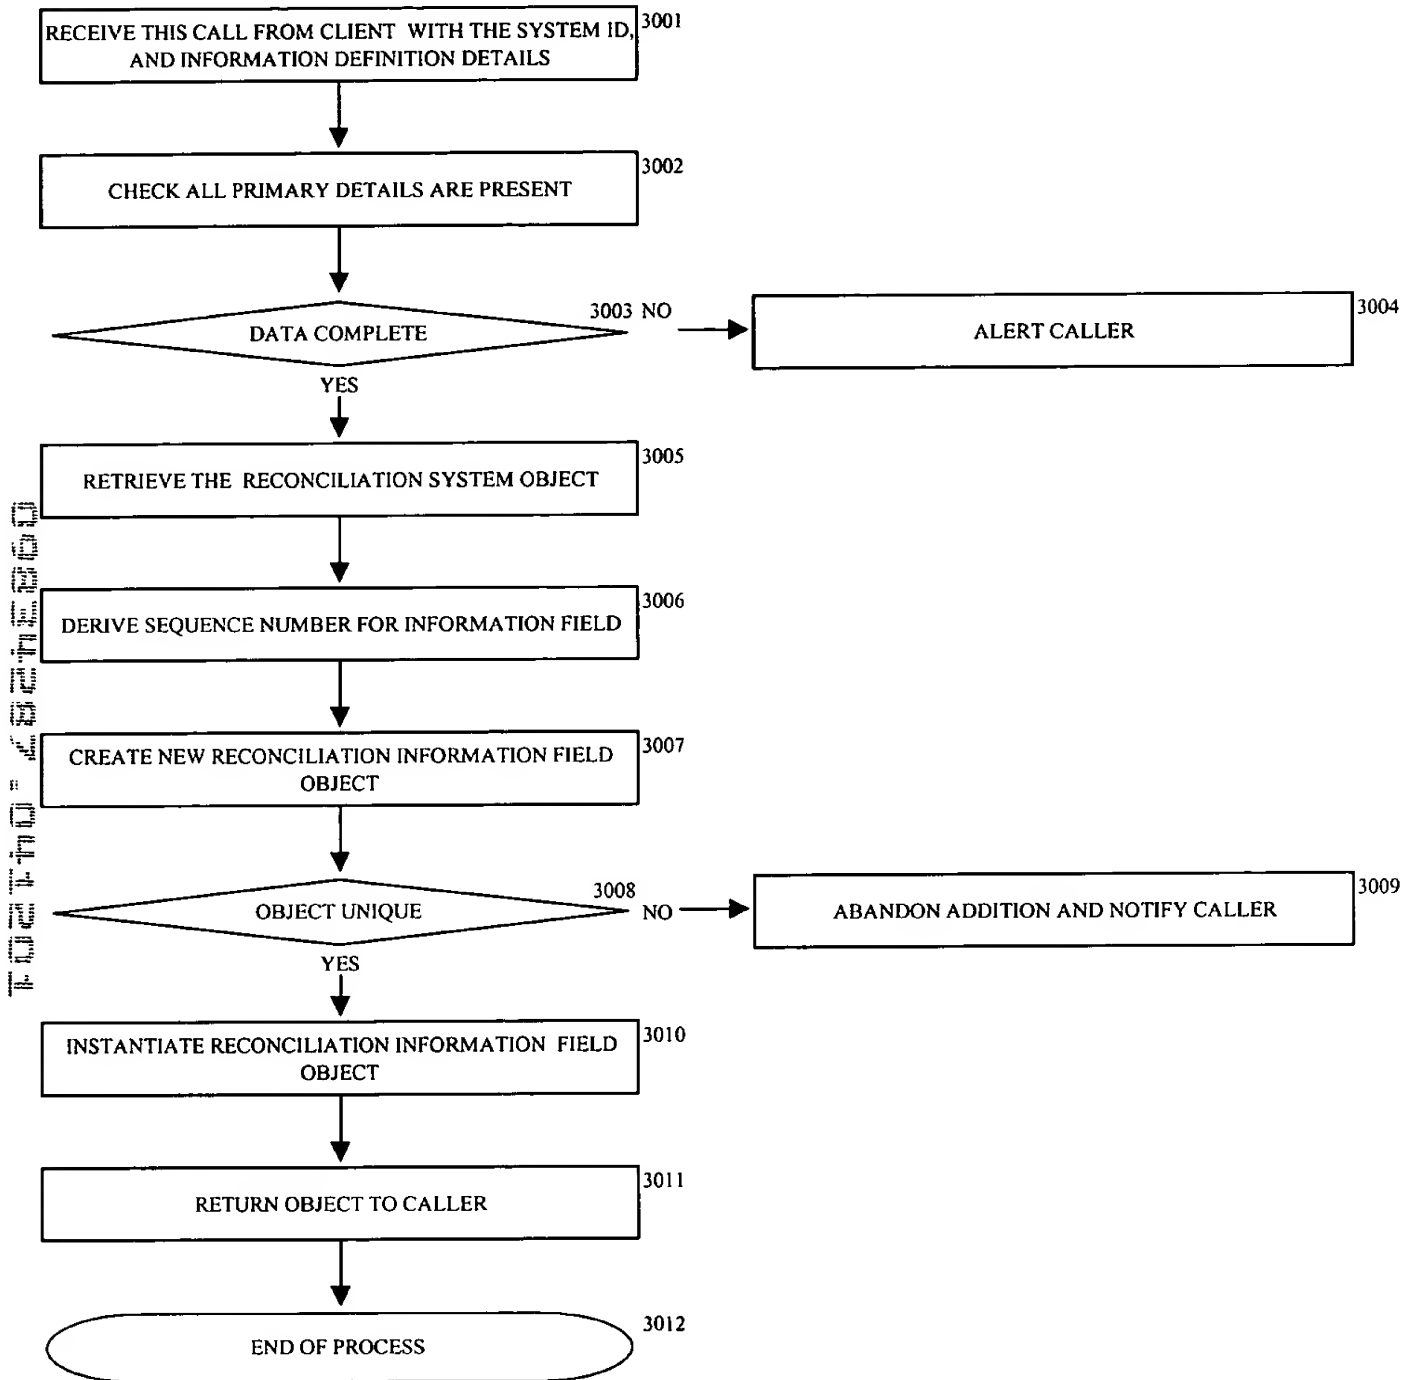 RECEIVE THIS CALL FROM CLIENT WITH THE SYSTEM ID,
AND INFORMATION DEFINITION DETAILS
3001
CHECK ALL PRIMARY DETAILS ARE PRESENT
3002
DATA COMPLETE
3003 NO
YES
ALERT CALLER
3004
RETRIEVE THE RECONCILIATION SYSTEM OBJECT
3005
DERIVE SEQUENCE NUMBER FOR INFORMATION FIELD
3006
CREATE NEW RECONCILIATION INFORMATION FIELD
OBJECT
3007
OBJECT UNIQUE
3008
NO
YES
ABANDON ADDITION AND NOTIFY CALLER
3009
INSTANTIATE RECONCILIATION INFORMATION FIELD
OBJECT
3010
RETURN OBJECT TO CALLER
3011
END OF PROCESS
3012